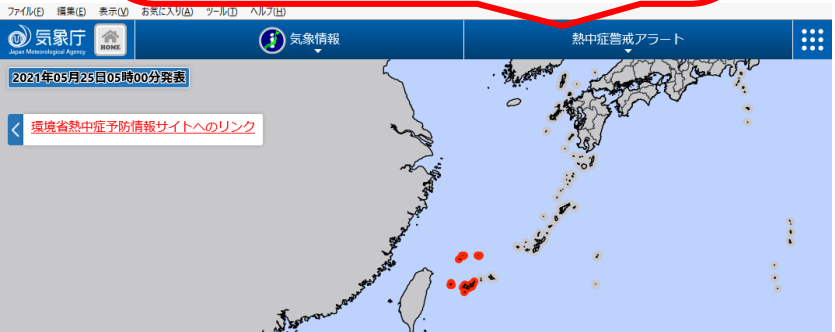 ファイル(F) 編集(E) 表示(V) お気に入り(A) ツール(T) ヘルプ(H)
気象庁 HOME 気象情報 熱中症警戒アラート
Japan Meteorological Agency
2021年05月25日05時00分発表
環境省熱中症予防情報サイトへのリンク